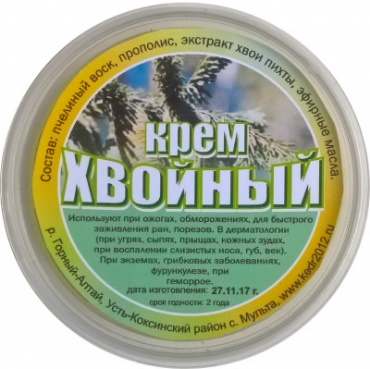 Состав: пчелиный воск, прополис, экстракт хвои пихты, эфирные масла.
крем
ХВОЙНЫЙ
Используют при ожогах, обморожениях, для быстрого
заживления ран, порезов. В дерматологии
(при угрях, сыпях, прыщах, кожных зудах,
при воспалении слизистых носа, губ, век).
При экземах, грибковых заболеваниях,
фурункулезе, при
геморрое.
дата изготовления: 27.11.17 г.
срок годности: 2 года
р. Горный-Алтай, Усть-Коксинский район с. Мульта, www.kedr2012.ru